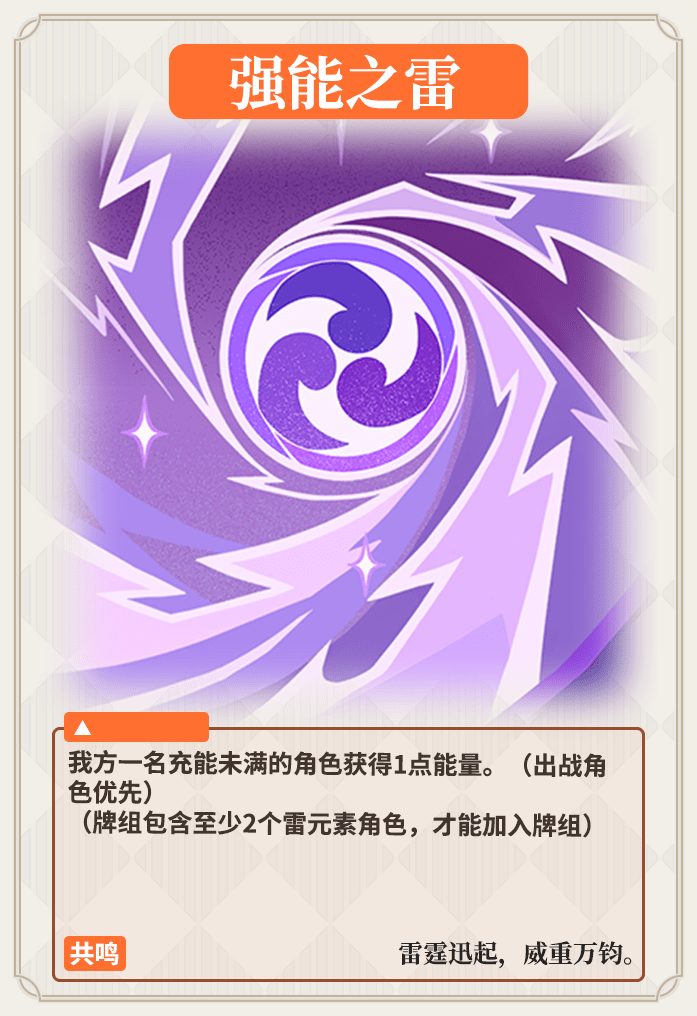 强能之雷
我方一名充能未满的角色获得1点能量。（出战角
色优先）
（牌组包含至少2个雷元素角色，才能加入牌组）
共鸣
雷霆迅起，威重万钧。